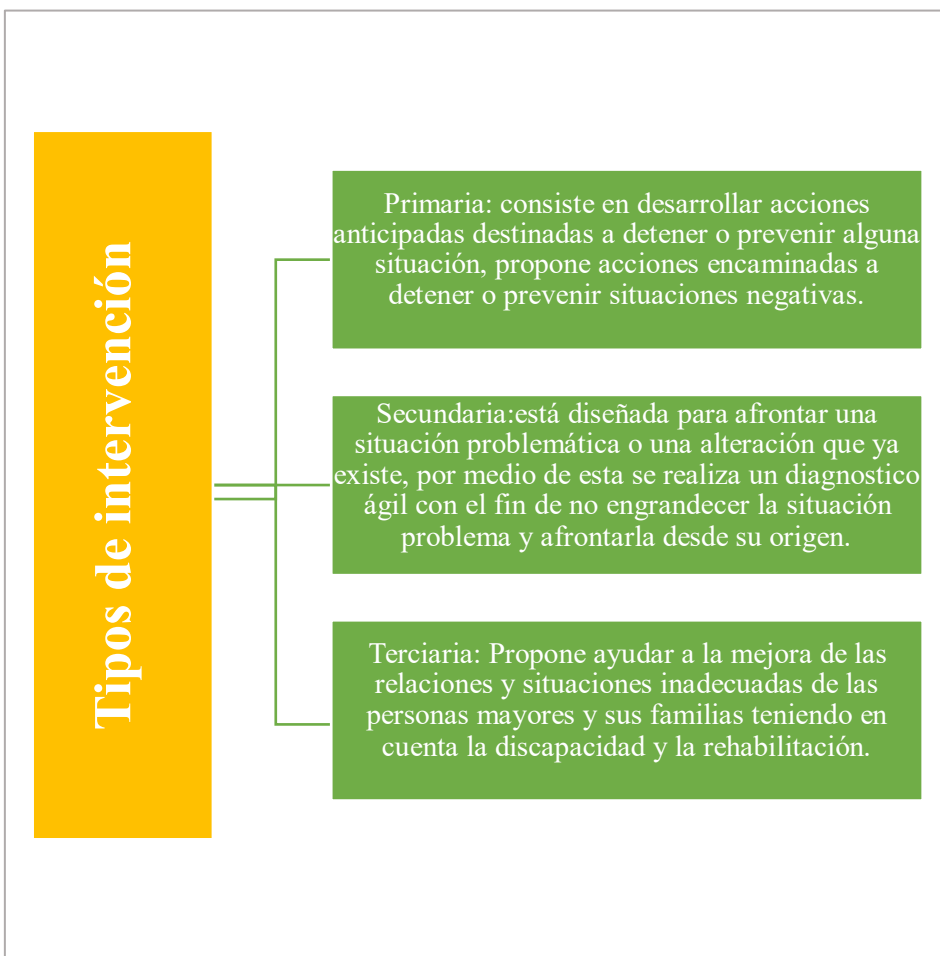 Tipos de intervención
Primaria: consiste en desarrollar acciones
anticipadas destinadas a detener o prevenir alguna
situación, propone acciones encaminadas a
detener o prevenir situaciones negativas.
Secundaria:está diseñada para afrontar una
situación problemática o una alteración que ya
existe, por medio de esta se realiza un diagnostico
ágil con el fin de no engrandecer la situación
problema y afrontarla desde su origen.
Terciaria: Propone ayudar a la mejora de las
relaciones y situaciones inadecuadas de las
personas mayores y sus familias teniendo en
cuenta la discapacidad y la rehabilitación.